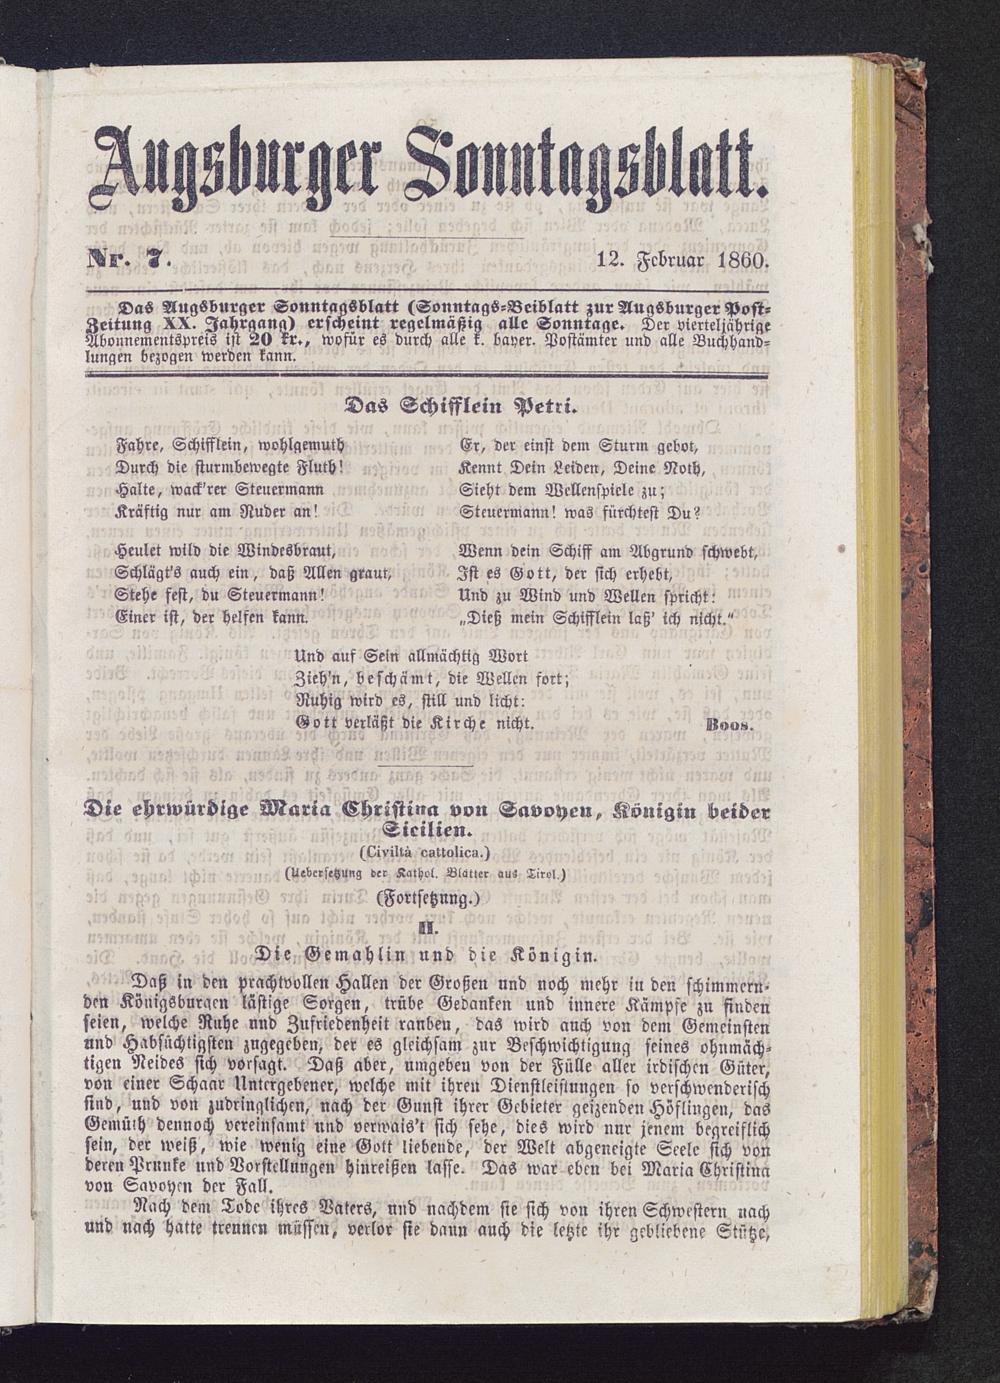 Augsburger Sonntagsblatt.
Nr. 7.
12. Februar 1860.
Das Augsburger Sonntagsblatt (Sonntags-Beiblatt zur Augsburger Post-
Zeitung XX. Jahrgang) erscheint regelmäßig alle Sonntage. Der vierteljährige
Abonnementspreis ist 20 kr., wofür es durch alle k. bayer. Postämter und alle Buchhand-
lungen bezogen werden kann.
Das Schifflein Petri.
Fahre, Schifflein, wohlgemuth
Durch die sturmbewegte Fluth!
Halte, wack'rer Steuermann
Kräftig nur am Ruder an!
Heulet wild die Windesbraut,
Schlägt's auch ein, daß Allen graut,
Stehe fest, du Steuermann!
Einer ist, der helfen kann.
Er, der einst dem Sturm gebot,
Kennt Dein Leiden, Deine Noth,
Sieht dem Wellenspiele zu;
Steuermann! was fürchtest Du?
Wenn dein Schiff am Abgrund schwebt,
Ist es Gott, der sich erhebt,
Und zu Wind und Wellen spricht:
„Dieß mein Schifflein laß' ich nicht.“
Und auf Sein allmächtig Wort
Zieh'n, beschämt, die Wellen fort;
Ruhig wird es, still und licht:
Gott verläßt die Kirche nicht.
Boos.
Die ehrwürdige Maria Christina von Savoyen, Königin beider
Sicilien.
(Civiltà cattolica.)
(Uebersetzung der Kathol. Blätter aus Tirol.)
(Fortsetzung.)
II.
Die Gemahlin und die Königin.
Daß in den prachtvollen Hallen der Großen und noch mehr in den schimmern-
den Königsburgen lästige Sorgen, trübe Gedanken und innere Kämpfe zu finden
seien, welche Ruhe und Zufriedenheit rauben, das wird auch von dem Gemeinsten
und Habsüchtigsten zugegeben, der es gleichsam zur Beschwichtigung seines ohnmäch-
tigen Neides sich vorsagt. Daß aber, umgeben von der Fülle aller irdischen Güter,
von einer Schaar Untergebener, welche mit ihren Dienstleistungen so verschwenderisch
sind, und von zudringlichen, nach der Gunst ihrer Gebieter geizenden Höflingen, das
Gemüth dennoch vereinsamt und verwais't sich sehe, dies wird nur jenem begreiflich
sein, der weiß, wie wenig eine Gott liebende, der Welt abgeneigte Seele sich von
deren Prunke und Vorstellungen hinreißen lasse. Das war eben bei Maria Christina
von Savoyen der Fall.
Nach dem Tode ihres Vaters, und nachdem sie sich von ihren Schwestern nach
und nach hatte trennen müssen, verlor sie dann auch die letzte ihr gebliebene Stütze,